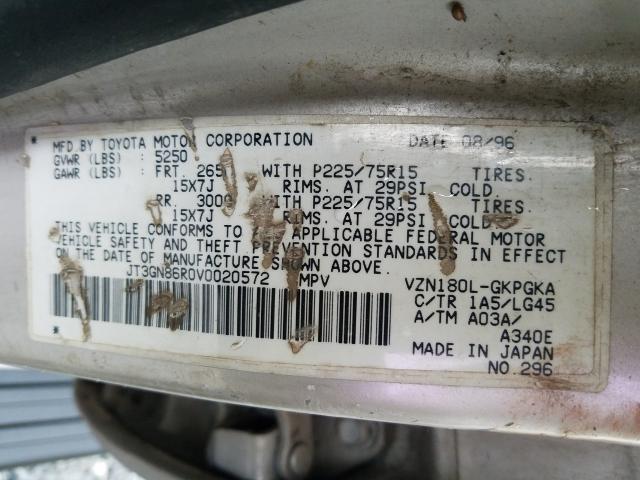 MFD BY TOYOTA MOTOR CORPORATION DATE 08/96
GVWR (LBS) : 5250
GAWR (LBS) : FRT. 265 WITH P225/75R15 TIRES.
15X7J RIMS. AT 29PSI COLD.
RR. 3000 WITH P225/75R15 TIRES.
15X7J RIMS. AT 29PSI COLD.
THIS VEHICLE CONFORMS TO ALL APPLICABLE FEDERAL MOTOR
VEHICLE SAFETY AND THEFT PREVENTION STANDARDS IN EFFECT
ON THE DATE OF MANUFACTURE SHOWN ABOVE.
JT3GN86R0V0020572 MPV VZN180L-GKPGKA
C/TR 1A5/LG45
A/TM A03A/
A340E
MADE IN JAPAN
NO.296